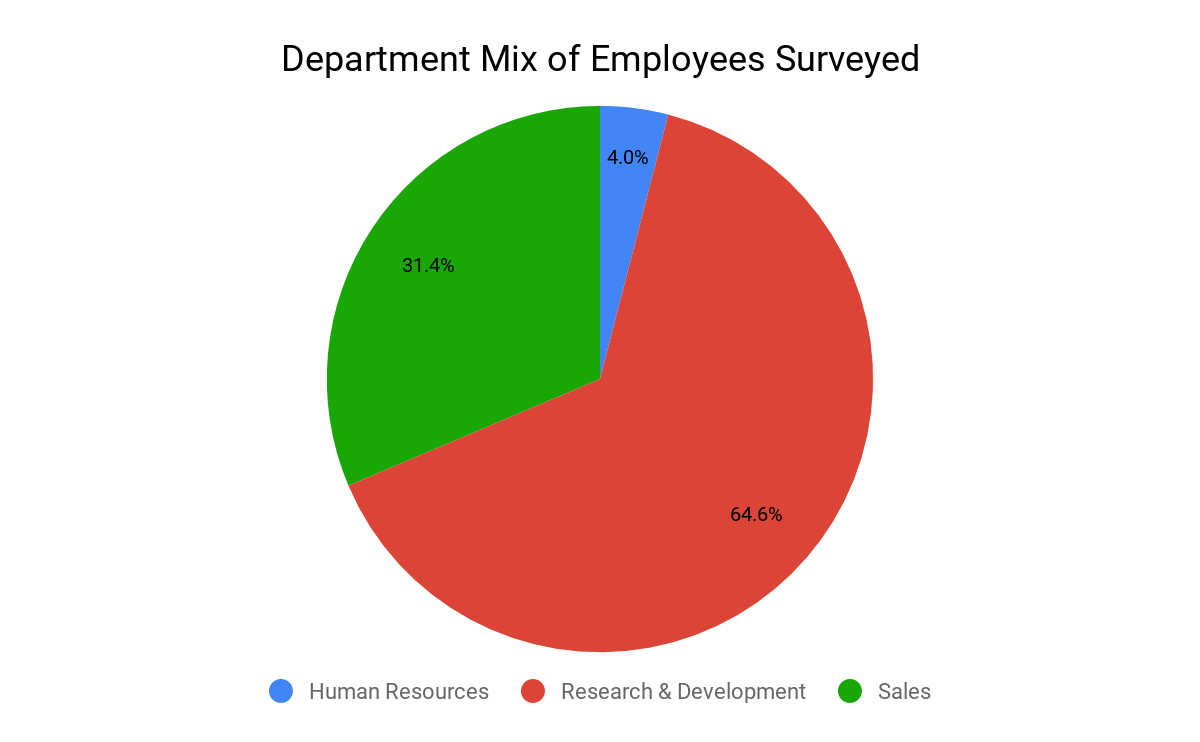 Department Mix of Employees Surveyed
4.0%
31.4%
64.6%
Human Resources
Research & Development
Sales